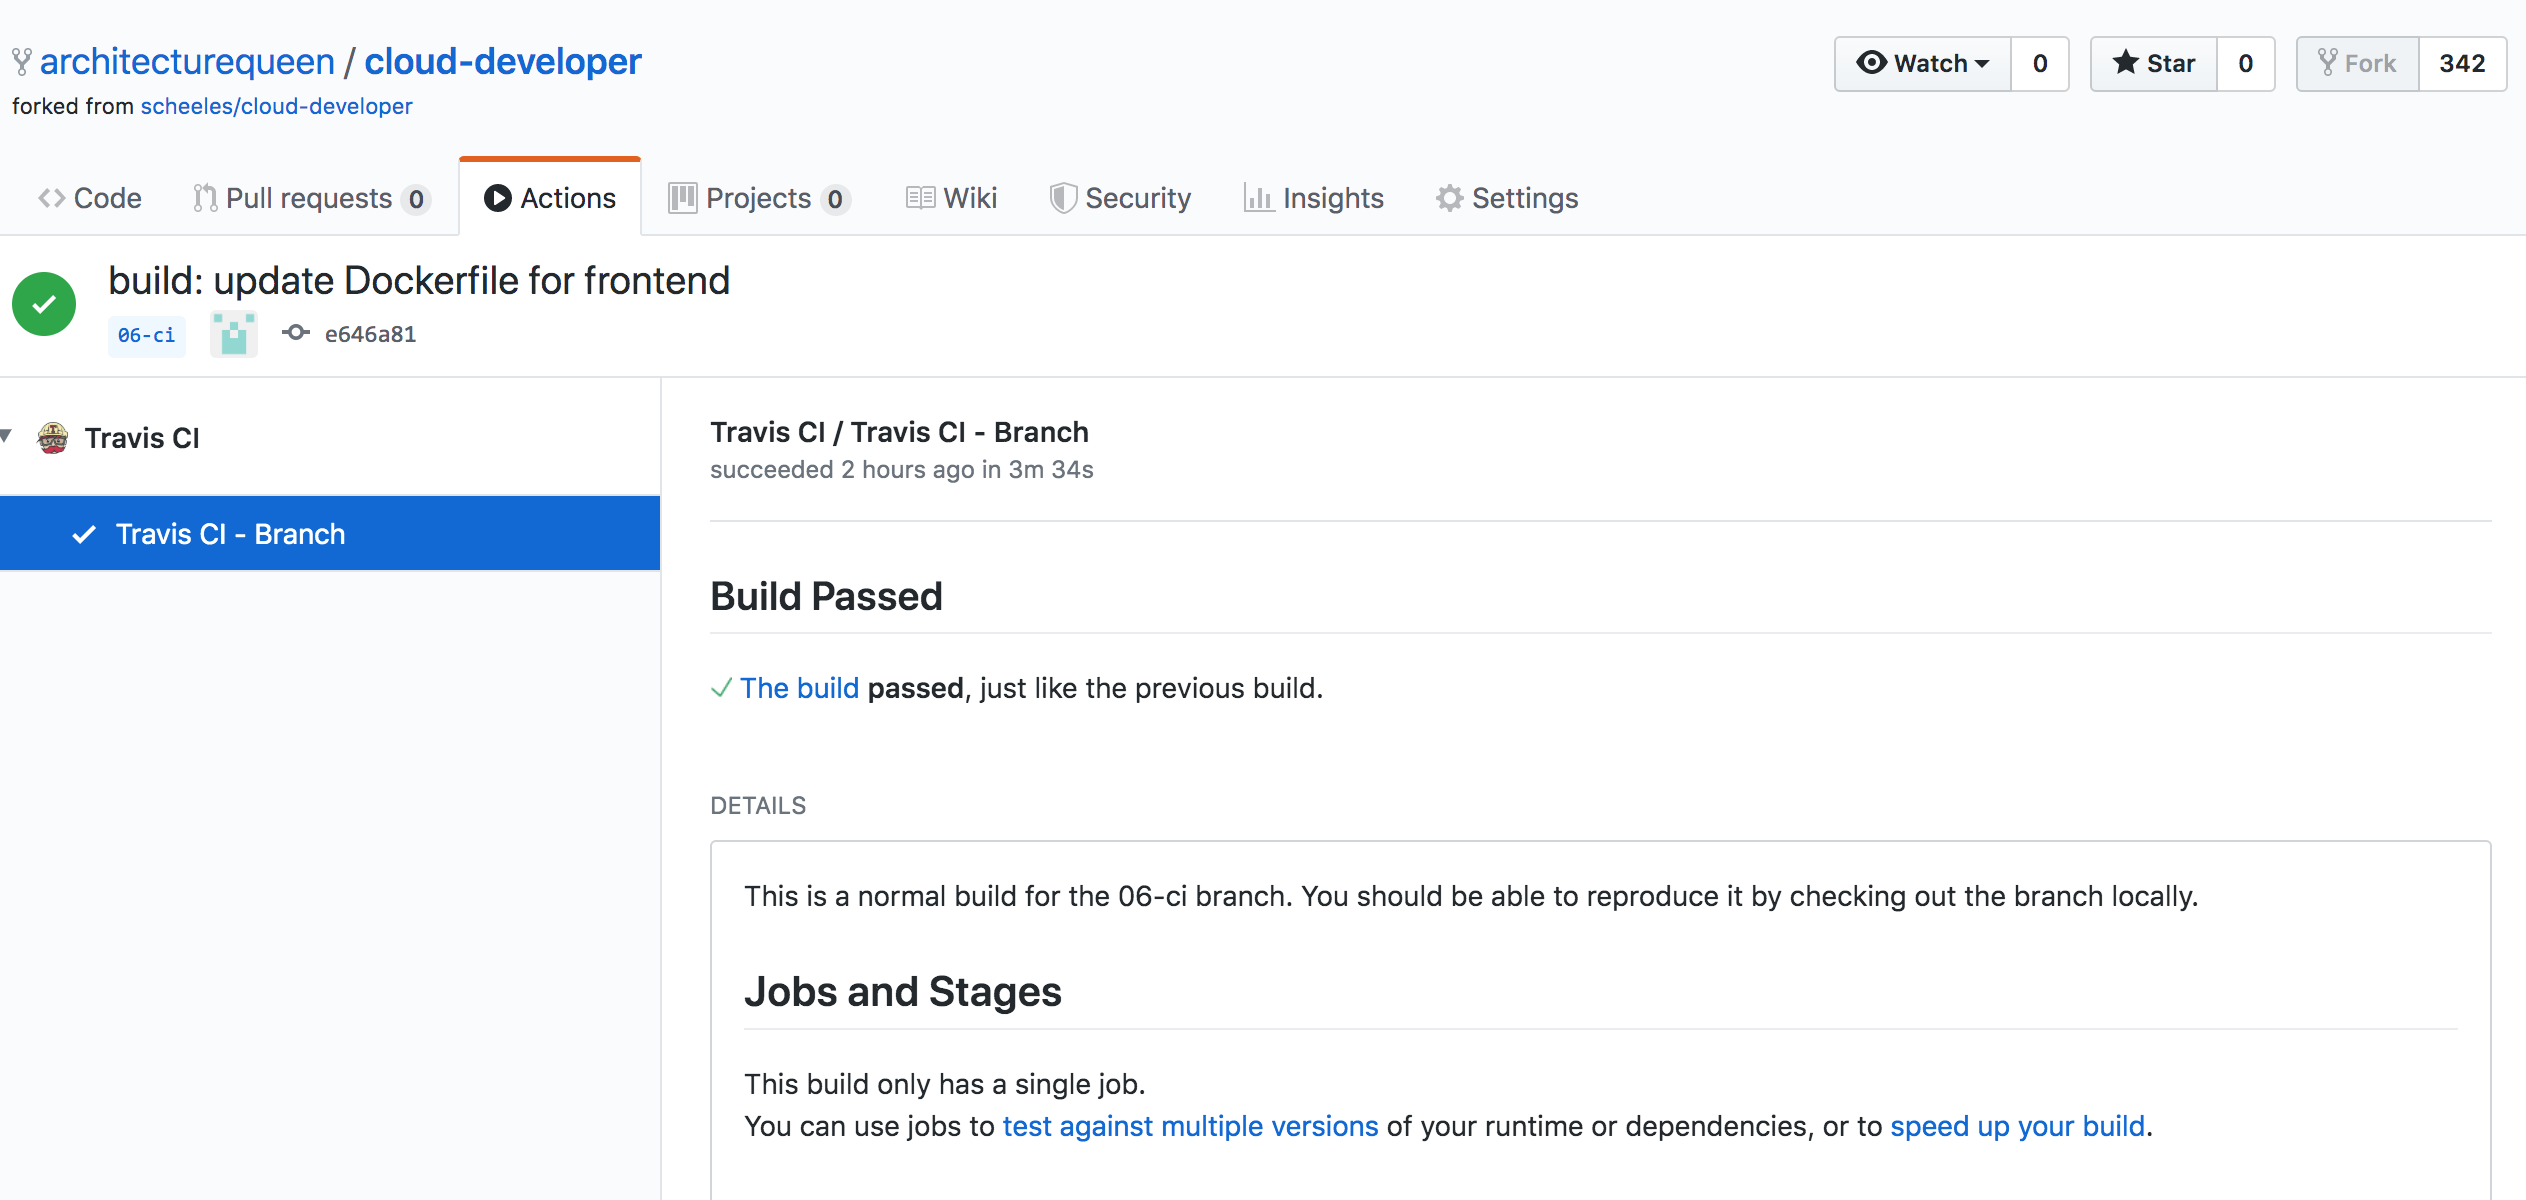 architecturequeen / cloud-developer
forked from scheeles/cloud-developer
Watch 0 Star 0 Fork 342
Code Pull requests 0 Actions Projects 0 Wiki Security Insights Settings
build: update Dockerfile for frontend
06-ci e646a81
Travis CI
Travis CI - Branch
Travis CI / Travis CI - Branch
succeeded 2 hours ago in 3m 34s
Build Passed
The build passed, just like the previous build.
DETAILS
This is a normal build for the 06-ci branch. You should be able to reproduce it by checking out the branch locally.
Jobs and Stages
This build only has a single job.
You can use jobs to test against multiple versions of your runtime or dependencies, or to speed up your build.